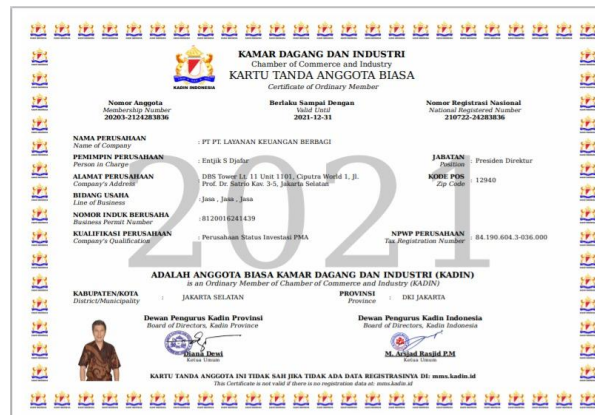 KADIN INDONESIA
KAMAR DAGANG DAN INDUSTRI
Chamber of Commerce and Industry
KARTU TANDA ANGGOTA BIASA
Certificate of Ordinary Member
Nomor Anggota
Membership Number
20203-2124283836
Berlaku Sampai Dengan
Valid Until
2021-12-31
Nomor Registrasi Nasional
National Registered Number
210722-24283836
NAMA PERUSAHAAN
Name of Company
: PT PT. LAYANAN KEUANGAN BERBAGI
PEMIMPIN PERUSAHAAN
Person in Charge
: Entjik S Djafar
JABATAN
Position
: Presiden Direktur
ALAMAT PERUSAHAAN
Company's Address
: DBS Tower Lt. 11 Unit 1101, Ciputra World 1, Jl.
Prof. Dr. Satrio Kav. 3-5, Jakarta Selatan
KODE POS
Zip Code
: 12940
BIDANG USAHA
Line of Business
: Jasa , Jasa , Jasa
NOMOR INDUK BERUSAHA
Business Permit Number
: 8120016241439
KUALIFIKASI PERUSAHAAN
Company's Qualification
: Perusahaan Status Investasi PMA
NPWP PERUSAHAAN
Tax Registration Number
: 84.196.604.3-036.000
2021
ADALAH ANGGOTA BIASA KAMAR DAGANG DAN INDUSTRI (KADIN)
is an Ordinary Member of Chamber of Commerce and Industry (KADIN)
KABUPATEN/KOTA
District/Municipality
: JAKARTA SELATAN
PROVINSI
Province
: DKI JAKARTA
Dewan Pengurus Kadin Provinsi
Board of Directors, Kadin Province
Diana Dewi
Ketua Umum
Dewan Pengurus Kadin Indonesia
Board of Directors, Kadin Indonesia
M. Arsjad Rasjid P.M
Ketua Umum
KARTU TANDA ANGGOTA INI TIDAK SAH JIKA TIDAK ADA DATA REGISTRASINYA DI: mms.kadin.id
This Certificate is not valid if there is no registration data at: mms.kadin.id